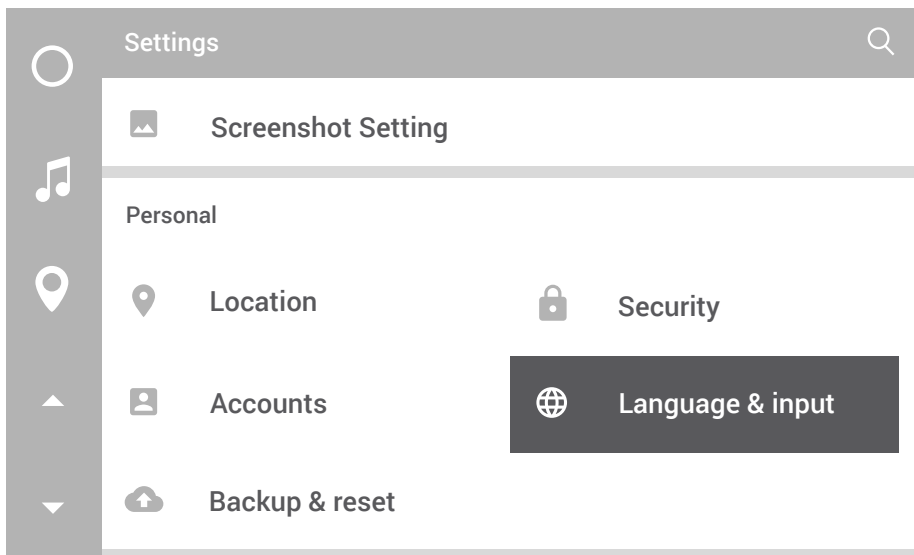 Settings
Screenshot Setting
Personal
Location
Security
Accounts
Language & input
Backup & reset